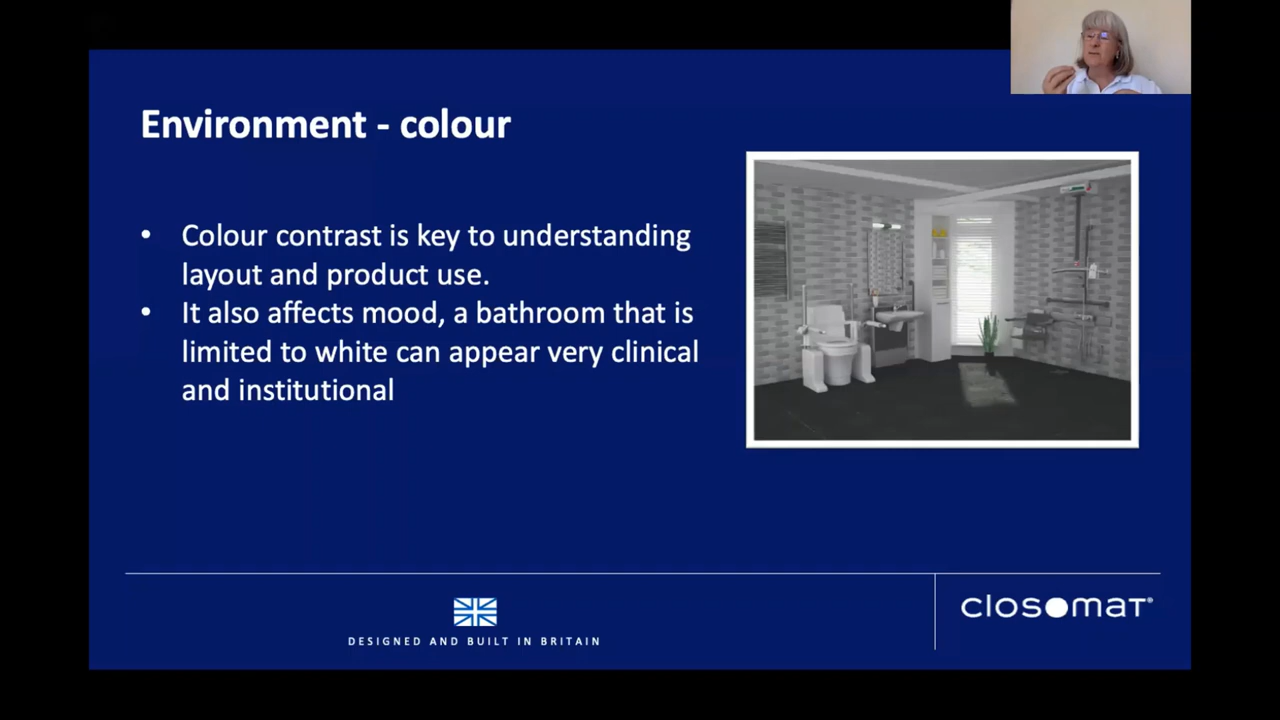 Environment - colour
• Colour contrast is key to understanding
layout and product use.
• It also affects mood, a bathroom that is
limited to white can appear very clinical
and institutional
DESIGNED AND BUILT IN BRITAIN
closomat®